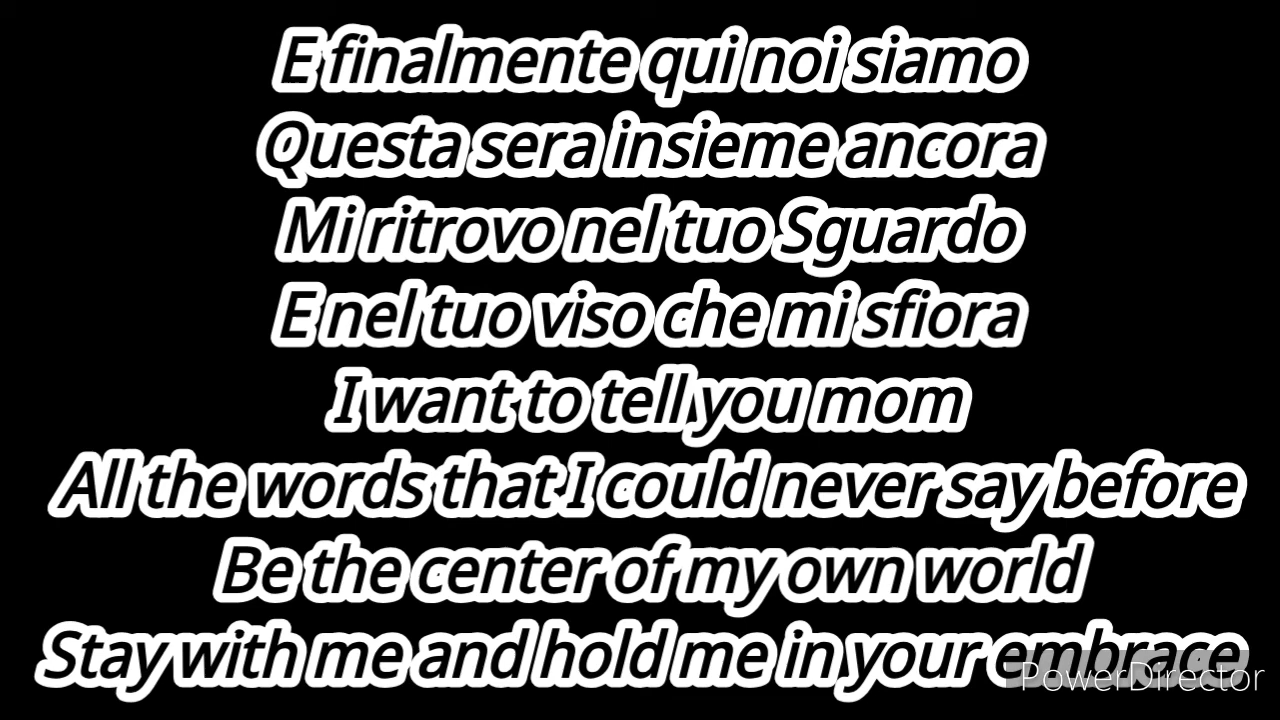 E finalmente qui noi siamo
Questa sera insieme ancora
Mi ritrovo nel tuo Sguardo
E nel tuo viso che mi sfiora
I want to tell you mom
All the words that I could never say before
Be the center of my own world
Stay with me and hold me in your embrace
PowerDirector